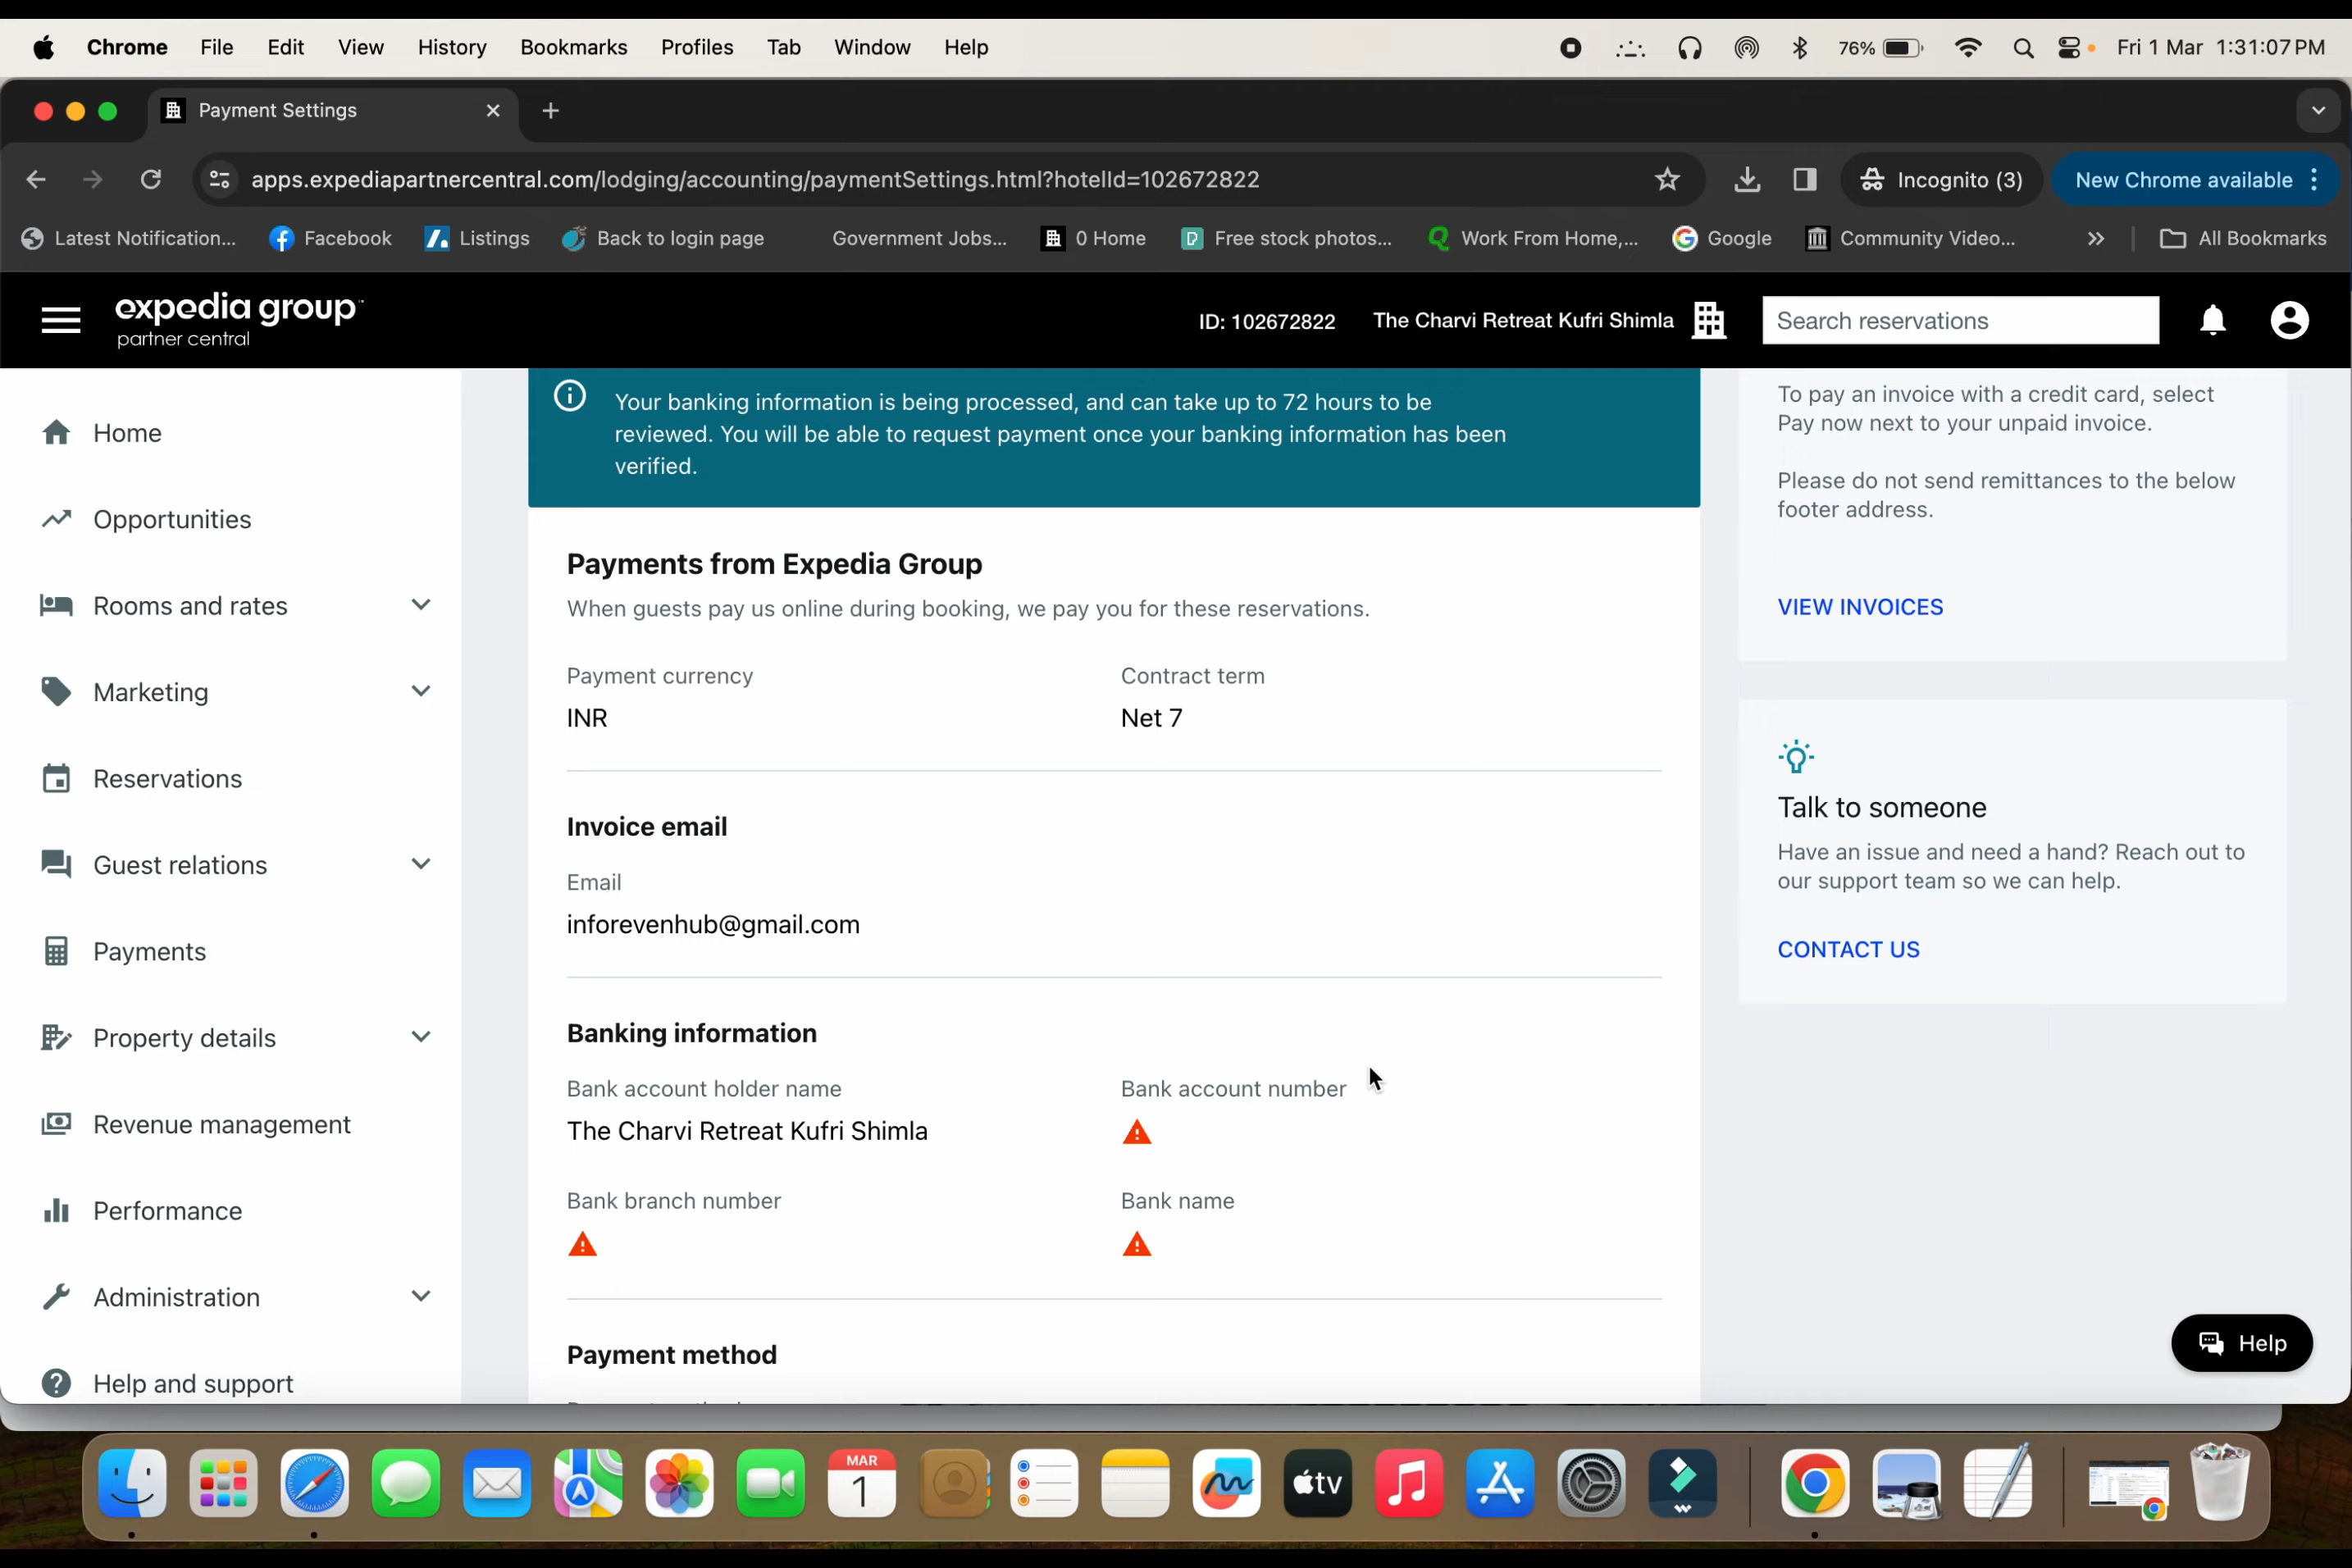 Chrome File Edit View History Bookmarks Profiles Tab Window Help 76% Fri 1 Mar 1:31:07 PM
Payment Settings
apps.expediapartnercentral.com/lodging/accounting/paymentSettings.html?hotelId=102672822 Incognito (3) New Chrome available
Latest Notification... Facebook Listings Back to login page Government Jobs... 0 Home Free stock photos... Work From Home,... Google Community Video... » All Bookmarks
expedia group™
partner central
ID: 102672822 The Charvi Retreat Kufri Shimla Search reservations
Home
Opportunities
Rooms and rates
Marketing
Reservations
Guest relations
Payments
Property details
Revenue management
Performance
Administration
Help and support
Your banking information is being processed, and can take up to 72 hours to be
reviewed. You will be able to request payment once your banking information has been
verified.
Payments from Expedia Group
When guests pay us online during booking, we pay you for these reservations.
Payment currency Contract term
INR Net 7
Invoice email
Email
inforevenhub@gmail.com
Banking information
Bank account holder name Bank account number
The Charvi Retreat Kufri Shimla
Bank branch number Bank name
Payment method
To pay an invoice with a credit card, select
Pay now next to your unpaid invoice.
Please do not send remittances to the below
footer address.
VIEW INVOICES
Talk to someone
Have an issue and need a hand? Reach out to
our support team so we can help.
CONTACT US
Help
MAR
1
tv